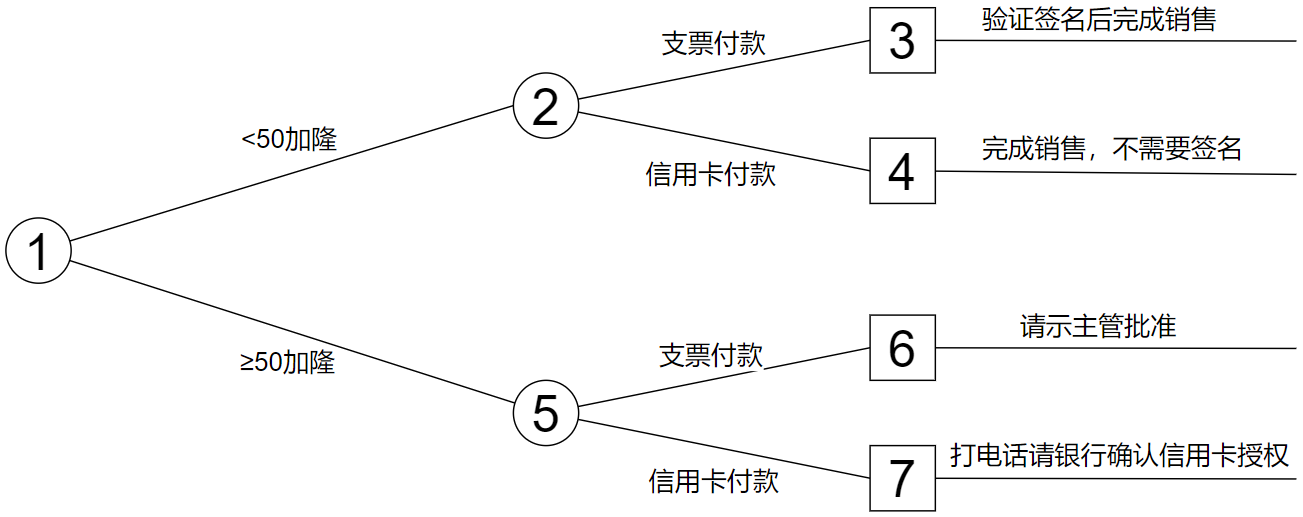 支票付款
3
验证签名后完成销售
2
<50加隆
信用卡付款
4
完成销售，不需要签名
1
≥50加隆
支票付款
6
请示主管批准
5
信用卡付款
7
打电话请银行确认信用卡授权